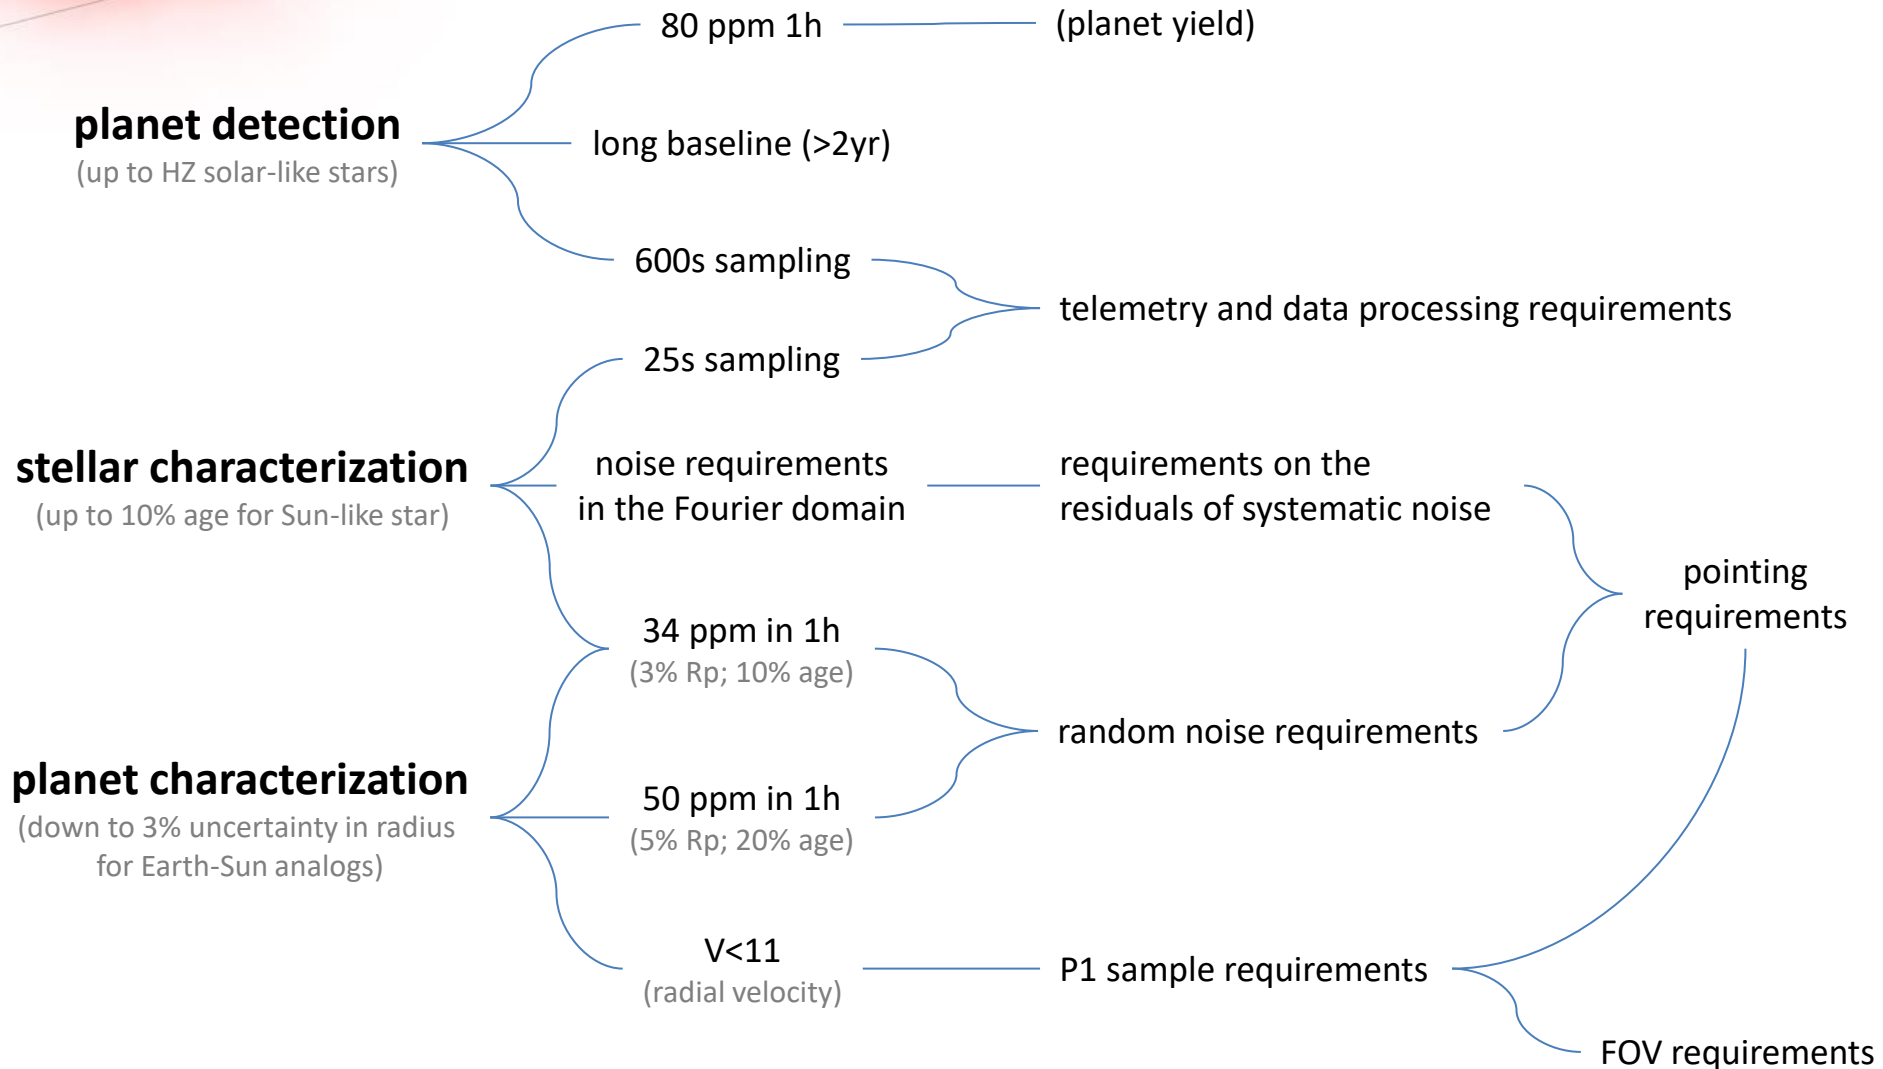 80 ppm 1h
(planet yield)
planet detection
(up to HZ solar-like stars)
long baseline (>2yr)
600s sampling
telemetry and data processing requirements
25s sampling
stellar characterization
(up to 10% age for Sun-like star)
noise requirements
in the Fourier domain
requirements on the
residuals of systematic noise
pointing
requirements
34 ppm in 1h
(3% Rp; 10% age)
random noise requirements
planet characterization
(down to 3% uncertainty in radius
for Earth-Sun analogs)
50 ppm in 1h
(5% Rp; 20% age)
V<11
(radial velocity)
P1 sample requirements
FOV requirements